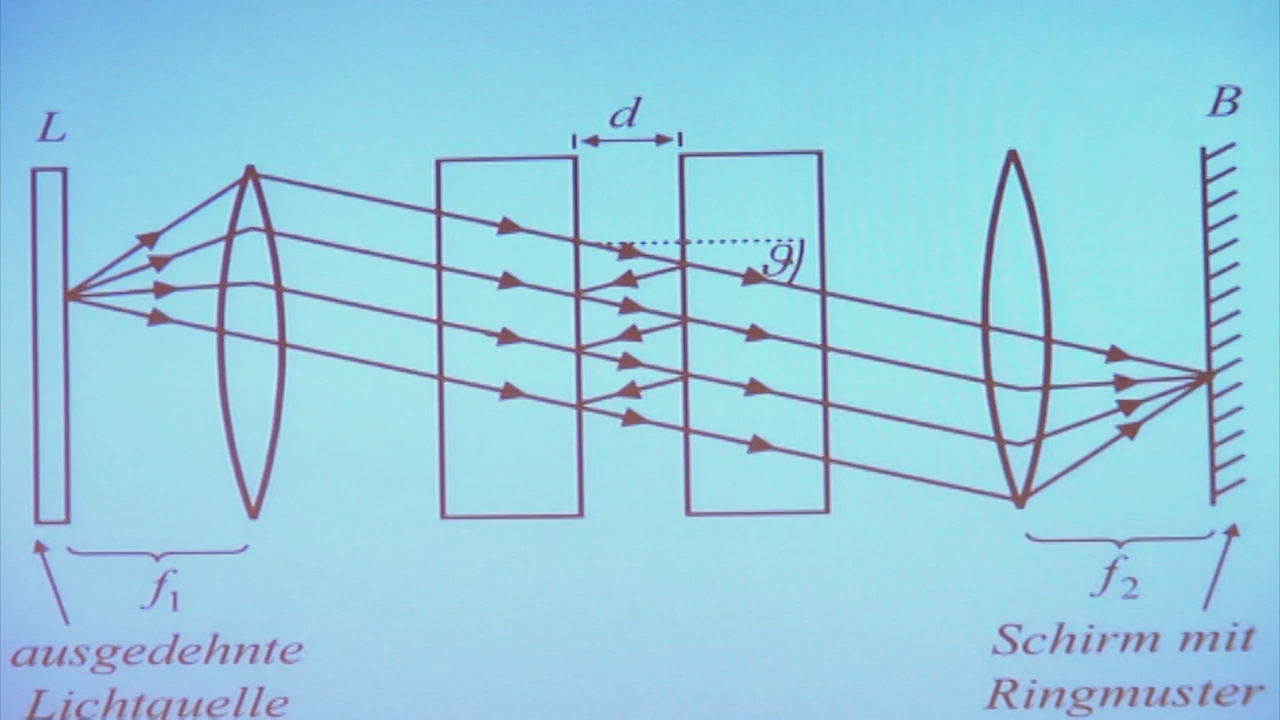 L
d
B
ϑ
f₁
f₂
ausgedehnte
Lichtquelle
Schirm mit
Ringmuster